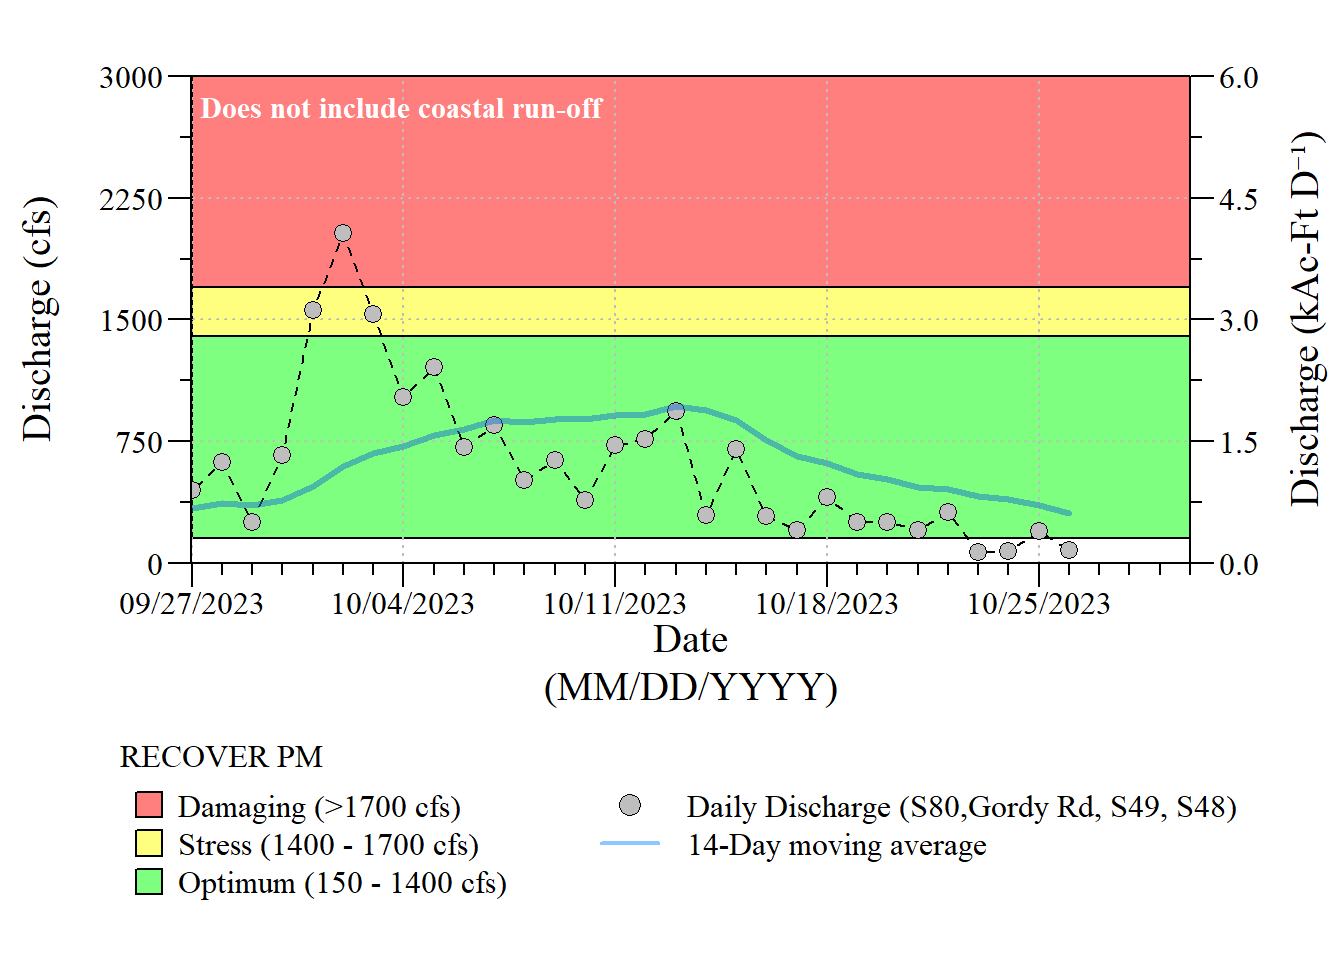 Does not include coastal run-off
3000
2250
1500
750
0
6.0
4.5
3.0
1.5
0.0
Discharge (cfs)
Discharge (kAc-Ft D⁻¹)
09/27/2023
10/04/2023
10/11/2023
10/18/2023
10/25/2023
Date
(MM/DD/YYYY)
RECOVER PM
Damaging (>1700 cfs)
Stress (1400 - 1700 cfs)
Optimum (150 - 1400 cfs)
Daily Discharge (S80,Gordy Rd, S49, S48)
14-Day moving average